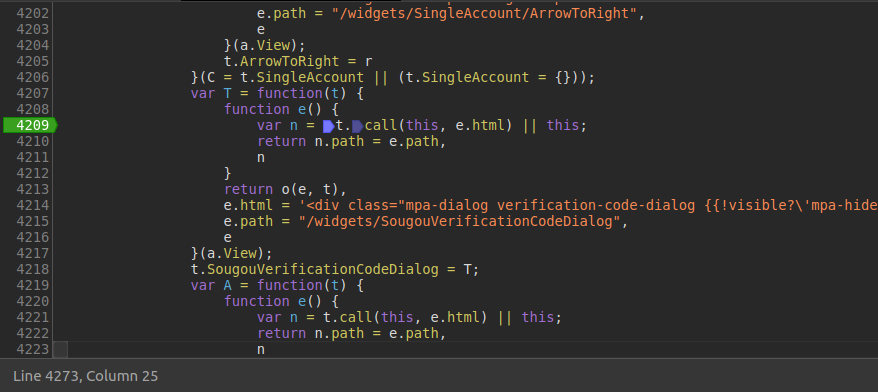 4202 e.path = "/widgets/SingleAccount/ArrowToRight",
4203 e
4204 }(a.View);
4205 t.ArrowToRight = r
4206 }(C = t.SingleAccount || (t.SingleAccount = {}));
4207 var T = function(t) {
4208 function e() {
4209 var n = t.call(this, e.html) || this;
4210 return n.path = e.path,
4211 n
4212 }
4213 return o(e, t),
4214 e.html = '<div class="mpa-dialog verification-code-dialog {{!visible?\'mpa-hide
4215 e.path = "/widgets/SougouVerificationCodeDialog",
4216 e
4217 }(a.View);
4218 t.SougouVerificationCodeDialog = T;
4219 var A = function(t) {
4220 function e() {
4221 var n = t.call(this, e.html) || this;
4222 return n.path = e.path,
4223 n
Line 4273, Column 25